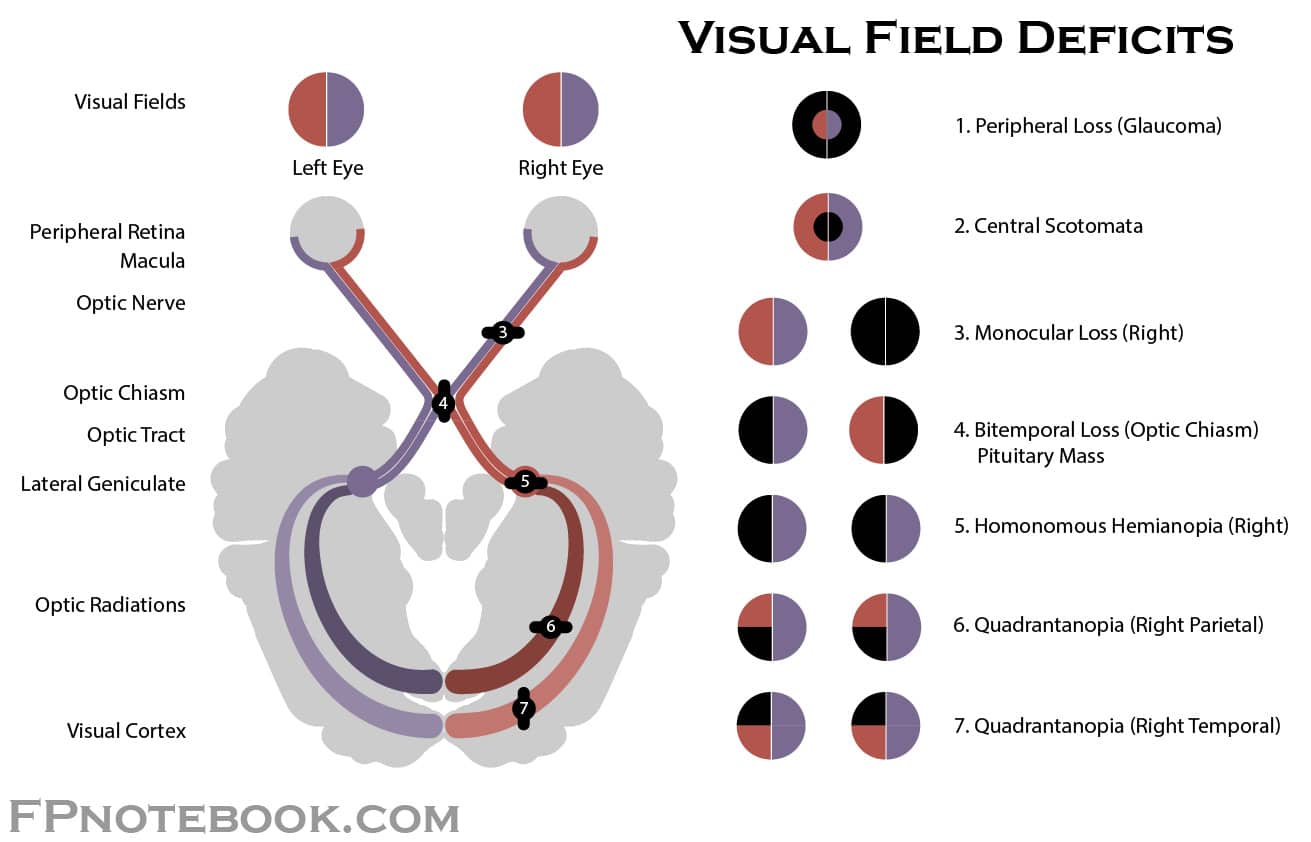 Visual Field Deficits
Visual Fields
Left Eye
Right Eye
Peripheral Retina
Macula
Optic Nerve
Optic Chiasm
Optic Tract
Lateral Geniculate
Optic Radiations
Visual Cortex
3
4
5
6
7
1. Peripheral Loss (Glaucoma)
2. Central Scotomata
3. Monocular Loss (Right)
4. Bitemporal Loss (Optic Chiasm)
Pituitary Mass
5. Homonomous Hemianopia (Right)
6. Quadrantanopia (Right Parietal)
7. Quadrantanopia (Right Temporal)
FPnotebook.com